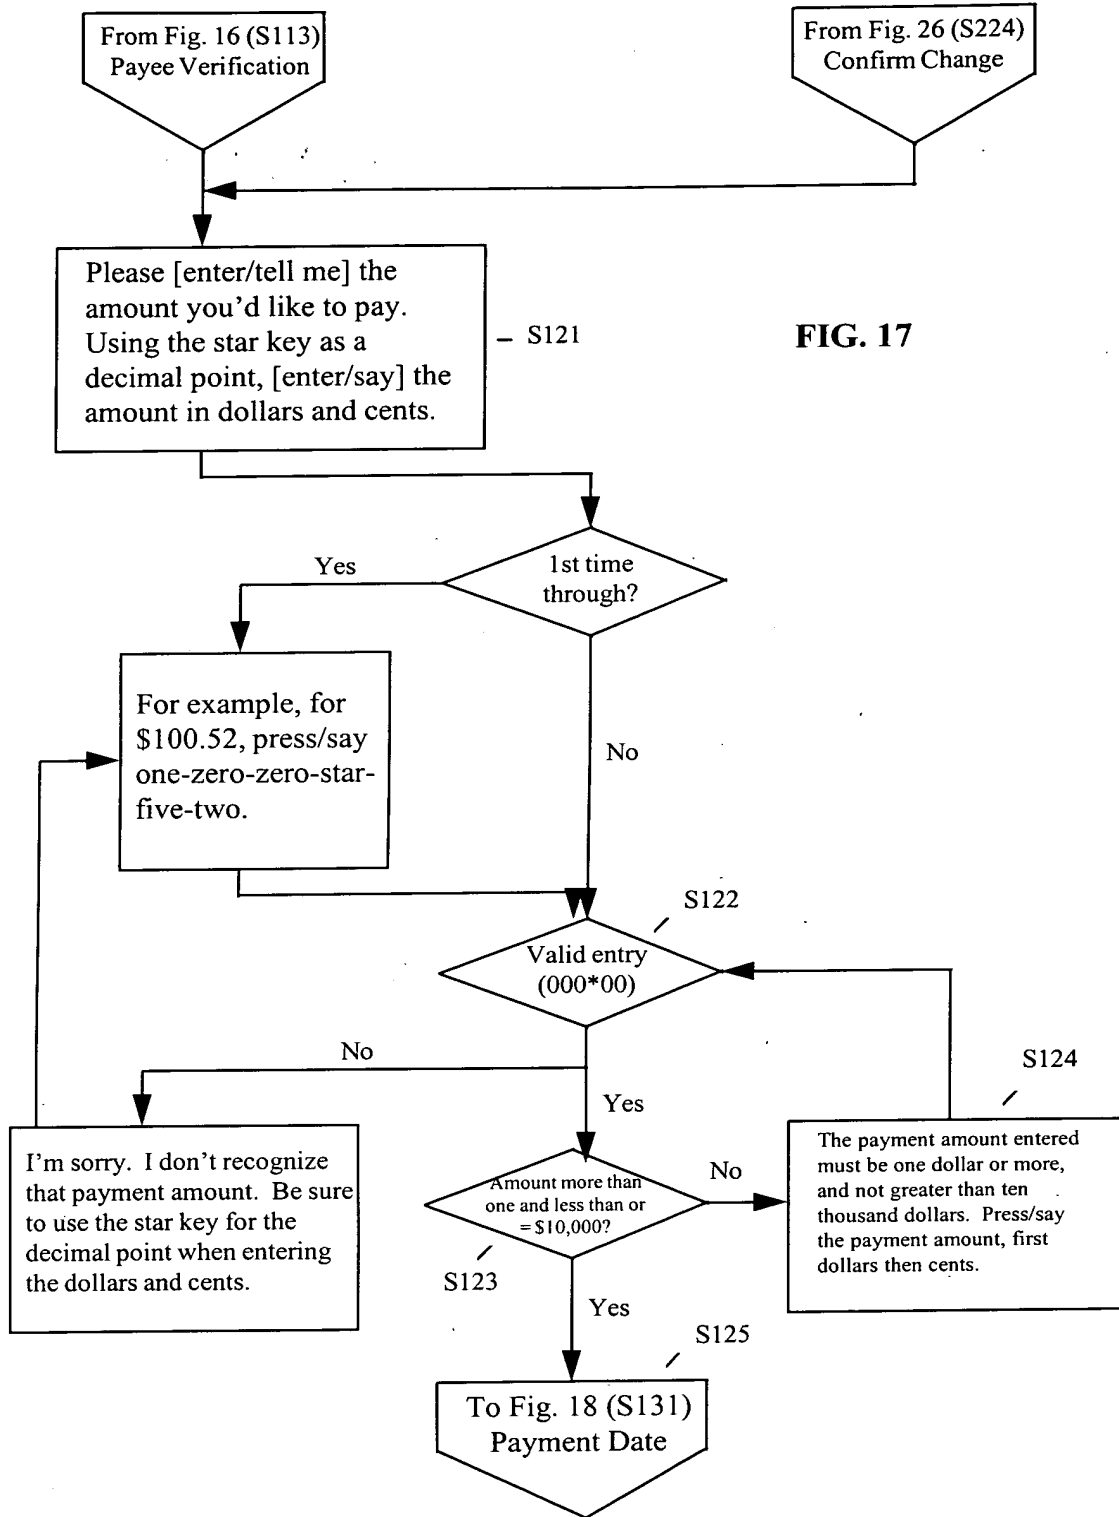 From Fig. 16 (S113)
Payee Verification
From Fig. 26 (S224)
Confirm Change
Please [enter/tell me] the
amount you’d like to pay.
Using the star key as a
decimal point, [enter/say] the
amount in dollars and cents.
S121
FIG. 17
1st time
through?
Yes
For example, for
$100.52, press/say
one-zero-zero-star-
five-two.
No
S122
Valid entry
(000*00)
No
Yes
S124
I’m sorry. I don’t recognize
that payment amount. Be sure
to use the star key for the
decimal point when entering
the dollars and cents.
Amount more than
one and less than or
= $10,000?
No
S123
The payment amount entered
must be one dollar or more,
and not greater than ten
thousand dollars. Press/say
the payment amount, first
dollars then cents.
Yes
S125
To Fig. 18 (S131)
Payment Date